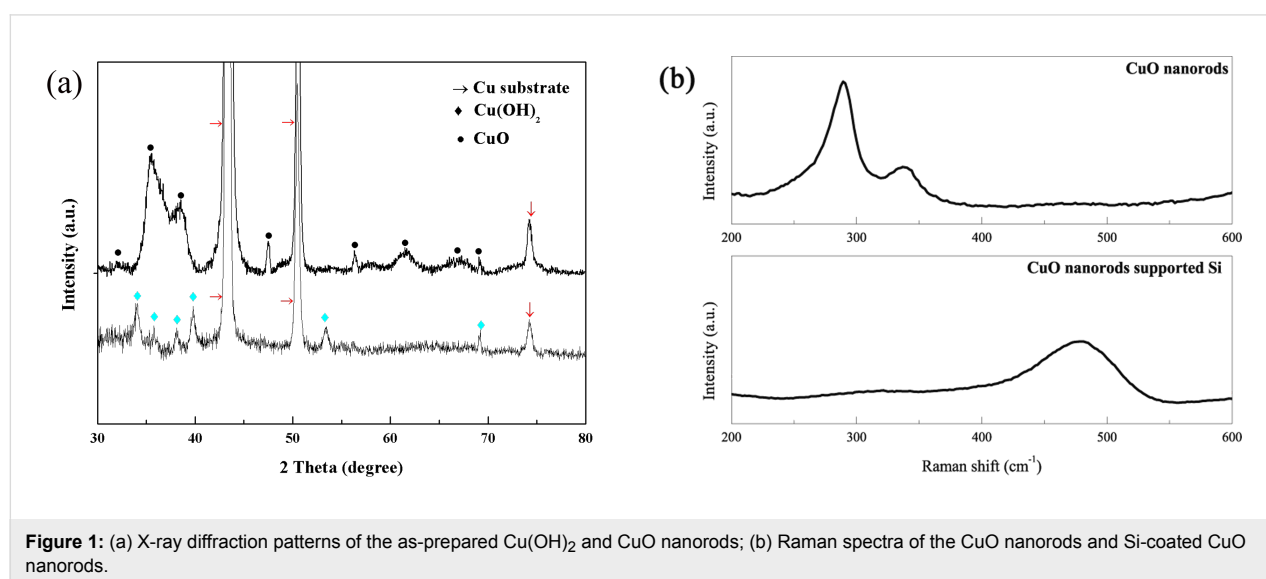 (a)
→ Cu substrate
♦ Cu(OH)₂
● CuO
Intensity (a.u.)
30 40 50 60 70 80
2 Theta (degree)
(b)
CuO nanorods
Intensity (a.u.)
200 300 400 500 600
CuO nanorods supported Si
Intensity (a.u.)
200 300 400 500 600
Raman shift (cm⁻¹)
Figure 1: (a) X-ray diffraction patterns of the as-prepared Cu(OH)₂ and CuO nanorods; (b) Raman spectra of the CuO nanorods and Si-coated CuO
nanorods.